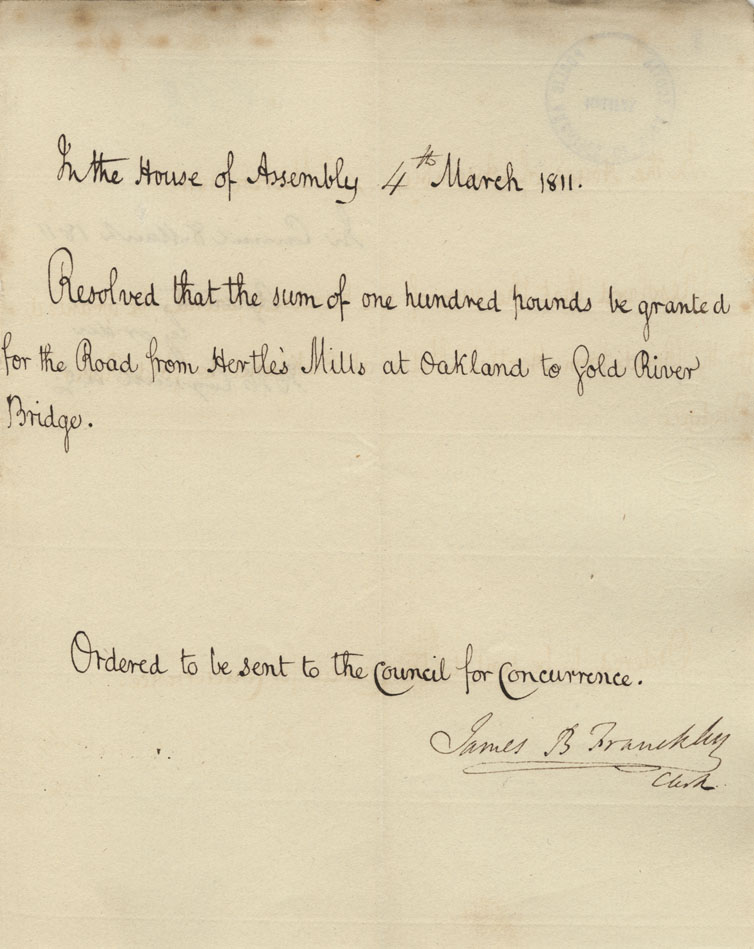 In the House of Assembly 4th March 1811.
Resolved that the sum of one hundred pounds be granted
for the Road from Hertle's Mills at Oakland to Gold River
Bridge.
Ordered to be sent to the Council for Concurrence.
James B Franckly
Clerk